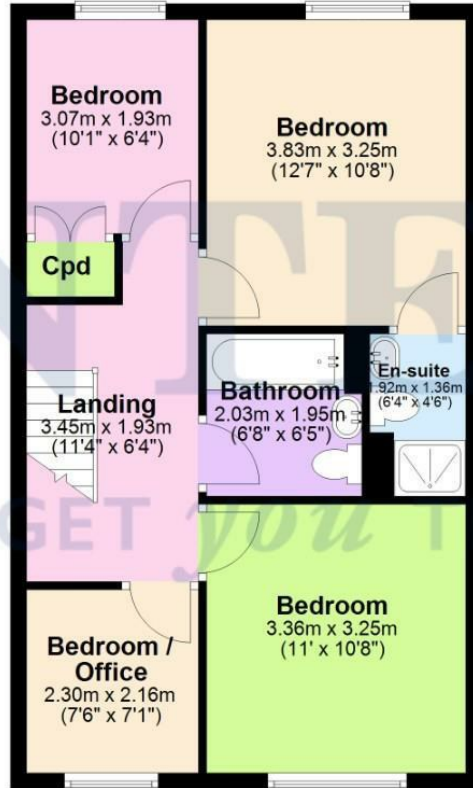 Bedroom
3.07m x 1.93m
(10'1" x 6'4")
Bedroom
3.83m x 3.25m
(12'7" x 10'8")
Cpd
En-suite
1.92m x 1.36m
(6'4" x 4'6")
Bathroom
2.03m x 1.95m
(6'8" x 6'5")
Landing
3.45m x 1.93m
(11'4" x 6'4")
Bedroom
3.36m x 3.25m
(11' x 10'8")
Bedroom /
Office
2.30m x 2.16m
(7'6" x 7'1")
NTE
GET you T